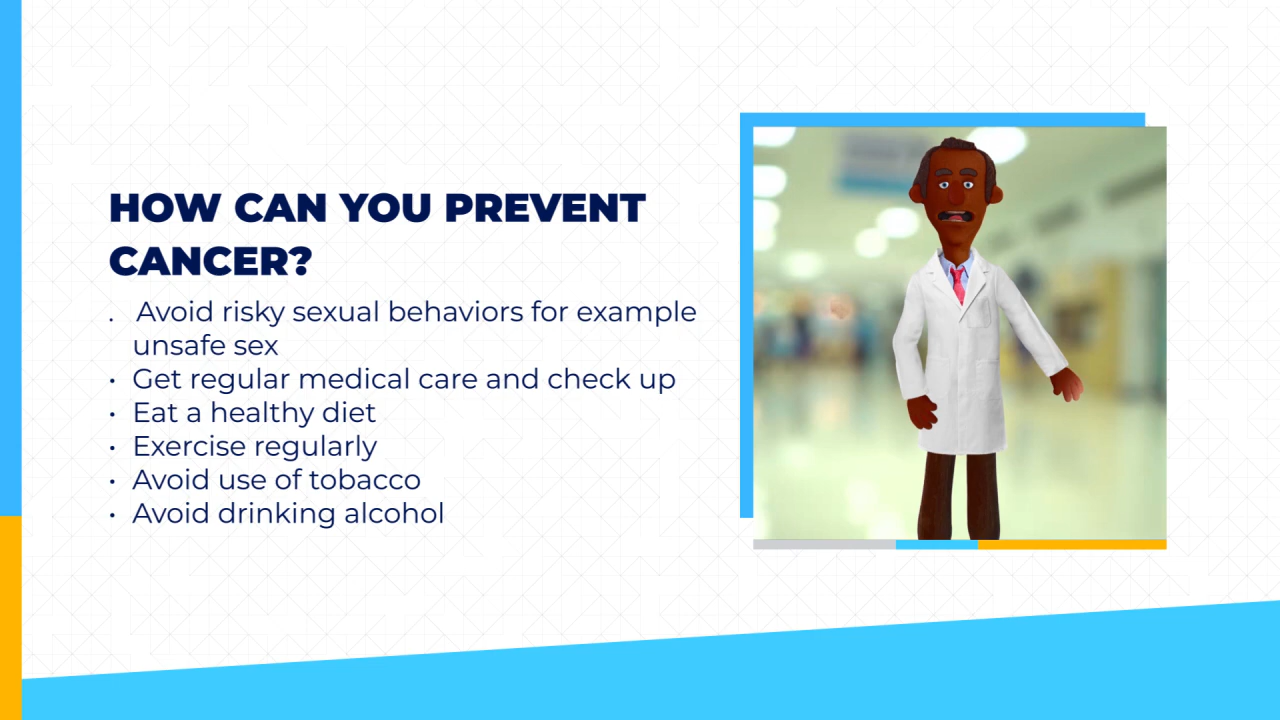 HOW CAN YOU PREVENT
CANCER?
. Avoid risky sexual behaviors for example
unsafe sex
• Get regular medical care and check up
• Eat a healthy diet
• Exercise regularly
• Avoid use of tobacco
• Avoid drinking alcohol